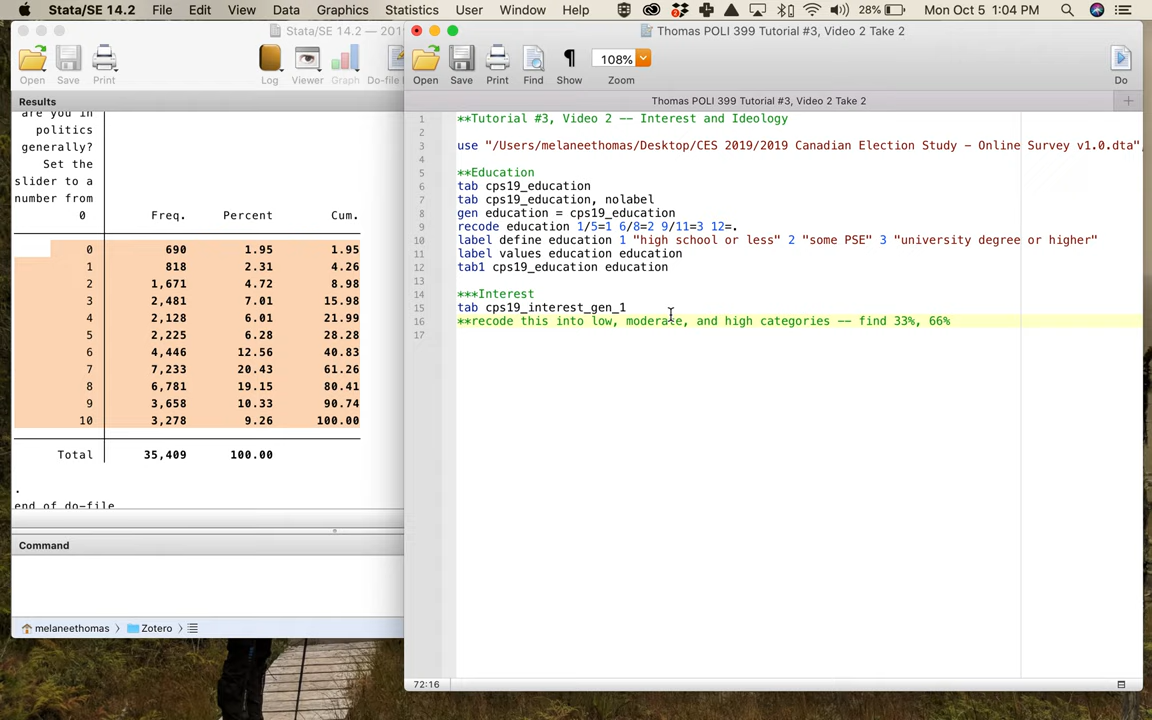 Stata/SE 14.2 File Edit View Data Graphics Statistics User Window Help 28% Mon Oct 5 1:04 PM
Stata/SE 14.2 — 201
Open Save Print Log Viewer Graph Do-file
Results
are you in
politics
generally?
Set the
slider to a
number from
0 Freq. Percent Cum.
0 690 1.95 1.95
1 818 2.31 4.26
2 1,671 4.72 8.98
3 2,481 7.01 15.98
4 2,128 6.01 21.99
5 2,225 6.28 28.28
6 4,446 12.56 40.83
7 7,233 20.43 61.26
8 6,781 19.15 80.41
9 3,658 10.33 90.74
10 3,278 9.26 100.00
Total 35,409 100.00
.
end of do-file
Command
melaneethomas > Zotero >
Thomas POLI 399 Tutorial #3, Video 2 Take 2
108%
Open Save Print Find Show Zoom Do
Thomas POLI 399 Tutorial #3, Video 2 Take 2
1 **Tutorial #3, Video 2 -- Interest and Ideology
2
3 use "/Users/melaneethomas/Desktop/CES 2019/2019 Canadian Election Study - Online Survey v1.0.dta",
4
5 **Education
6 tab cps19_education
7 tab cps19_education, nolabel
8 gen education = cps19_education
9 recode education 1/5=1 6/8=2 9/11=3 12=.
10 label define education 1 "high school or less" 2 "some PSE" 3 "university degree or higher"
11 label values education education
12 tab1 cps19_education education
13
14 ***Interest
15 tab cps19_interest_gen_1
16 **recode this into low, moderate, and high categories -- find 33%, 66%
17
72:16